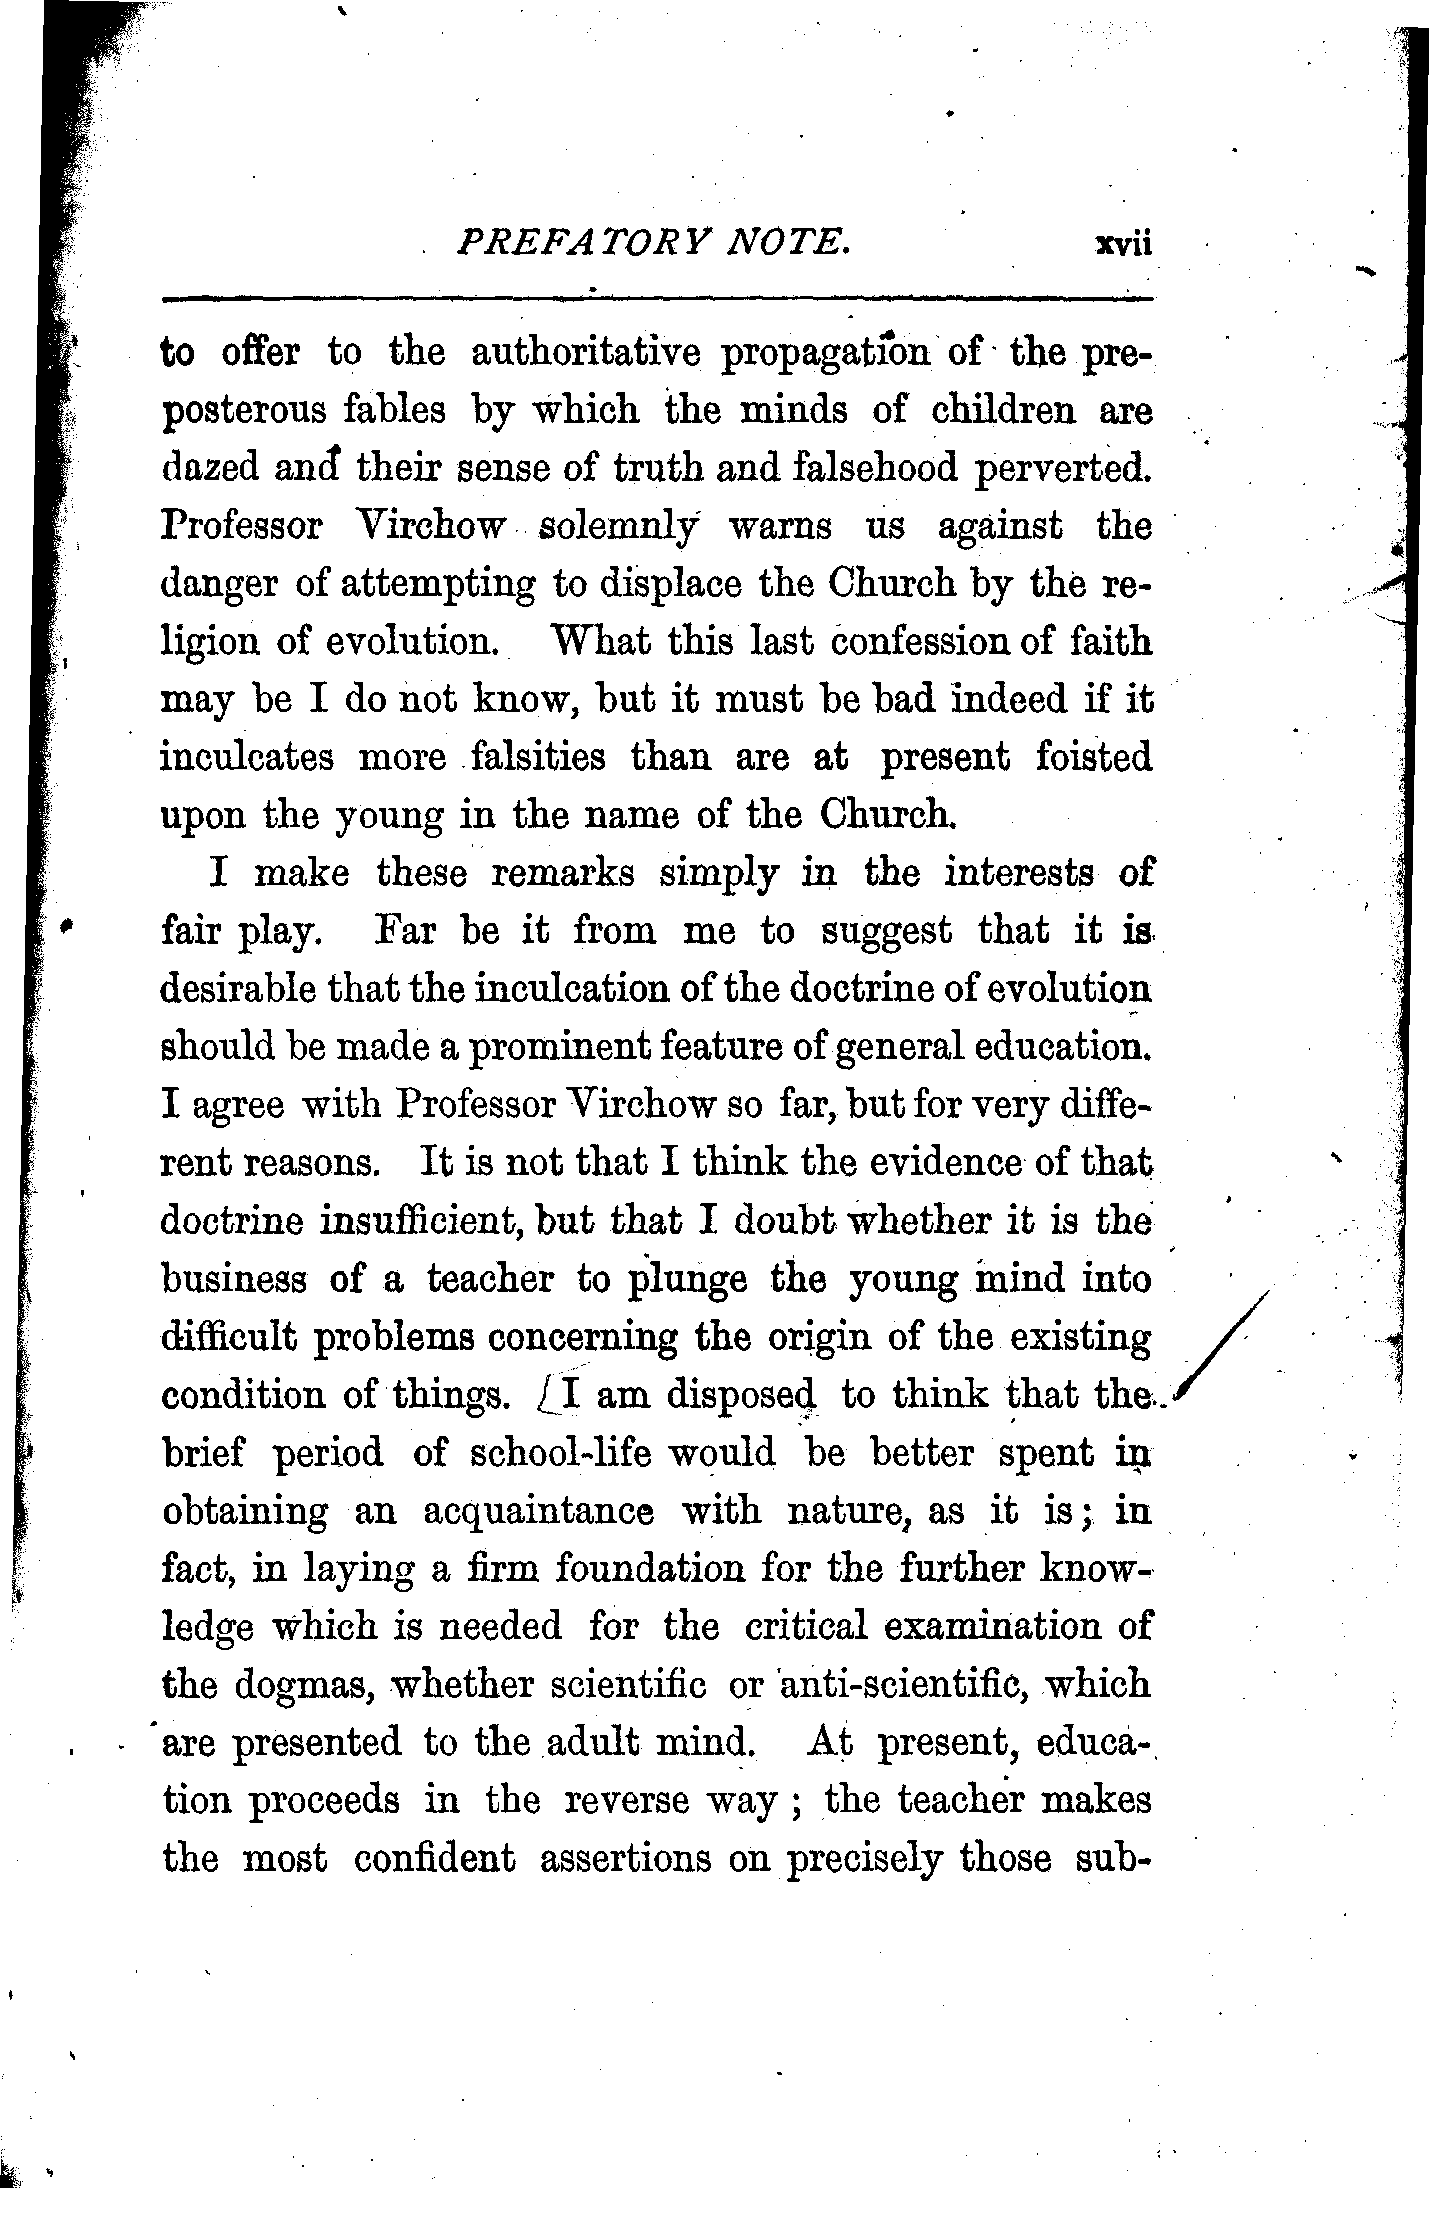 PREFATORY NOTE. xvii
to offer to the authoritative propagation of the pre-
posterous fables by which the minds of children are
dazed and their sense of truth and falsehood perverted.
Professor Virchow solemnly warns us against the
danger of attempting to displace the Church by the re-
ligion of evolution. What this last confession of faith
may be I do not know, but it must be bad indeed if it
inculcates more falsities than are at present foisted
upon the young in the name of the Church.
I make these remarks simply in the interests of
fair play. Far be it from me to suggest that it is
desirable that the inculcation of the doctrine of evolution
should be made a prominent feature of general education.
I agree with Professor Virchow so far, but for very diffe-
rent reasons. It is not that I think the evidence of that
doctrine insufficient, but that I doubt whether it is the
business of a teacher to plunge the young mind into
difficult problems concerning the origin of the existing
condition of things. [I am disposed to think that the
brief period of school-life would be better spent in
obtaining an acquaintance with nature, as it is; in
fact, in laying a firm foundation for the further know-
ledge which is needed for the critical examination of
the dogmas, whether scientific or anti-scientific, which
are presented to the adult mind. At present, educa-
tion proceeds in the reverse way; the teacher makes
the most confident assertions on precisely those sub-